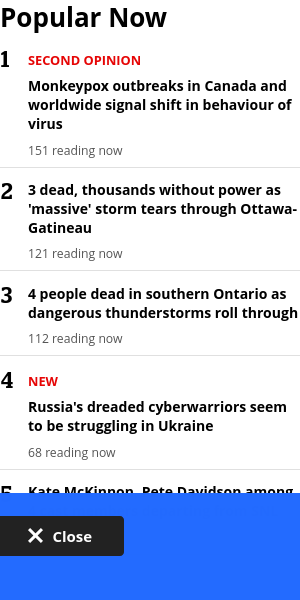 Popular Now
1
SECOND OPINION
Monkeypox outbreaks in Canada and
worldwide signal shift in behaviour of
virus
151 reading now
2
3 dead, thousands without power as
'massive' storm tears through Ottawa-
Gatineau
121 reading now
3
4 people dead in southern Ontario as
dangerous thunderstorms roll through
112 reading now
4
NEW
Russia's dreaded cyberwarriors seem
to be struggling in Ukraine
68 reading now
5
Kate McKinnon, Pete Davidson among
Close